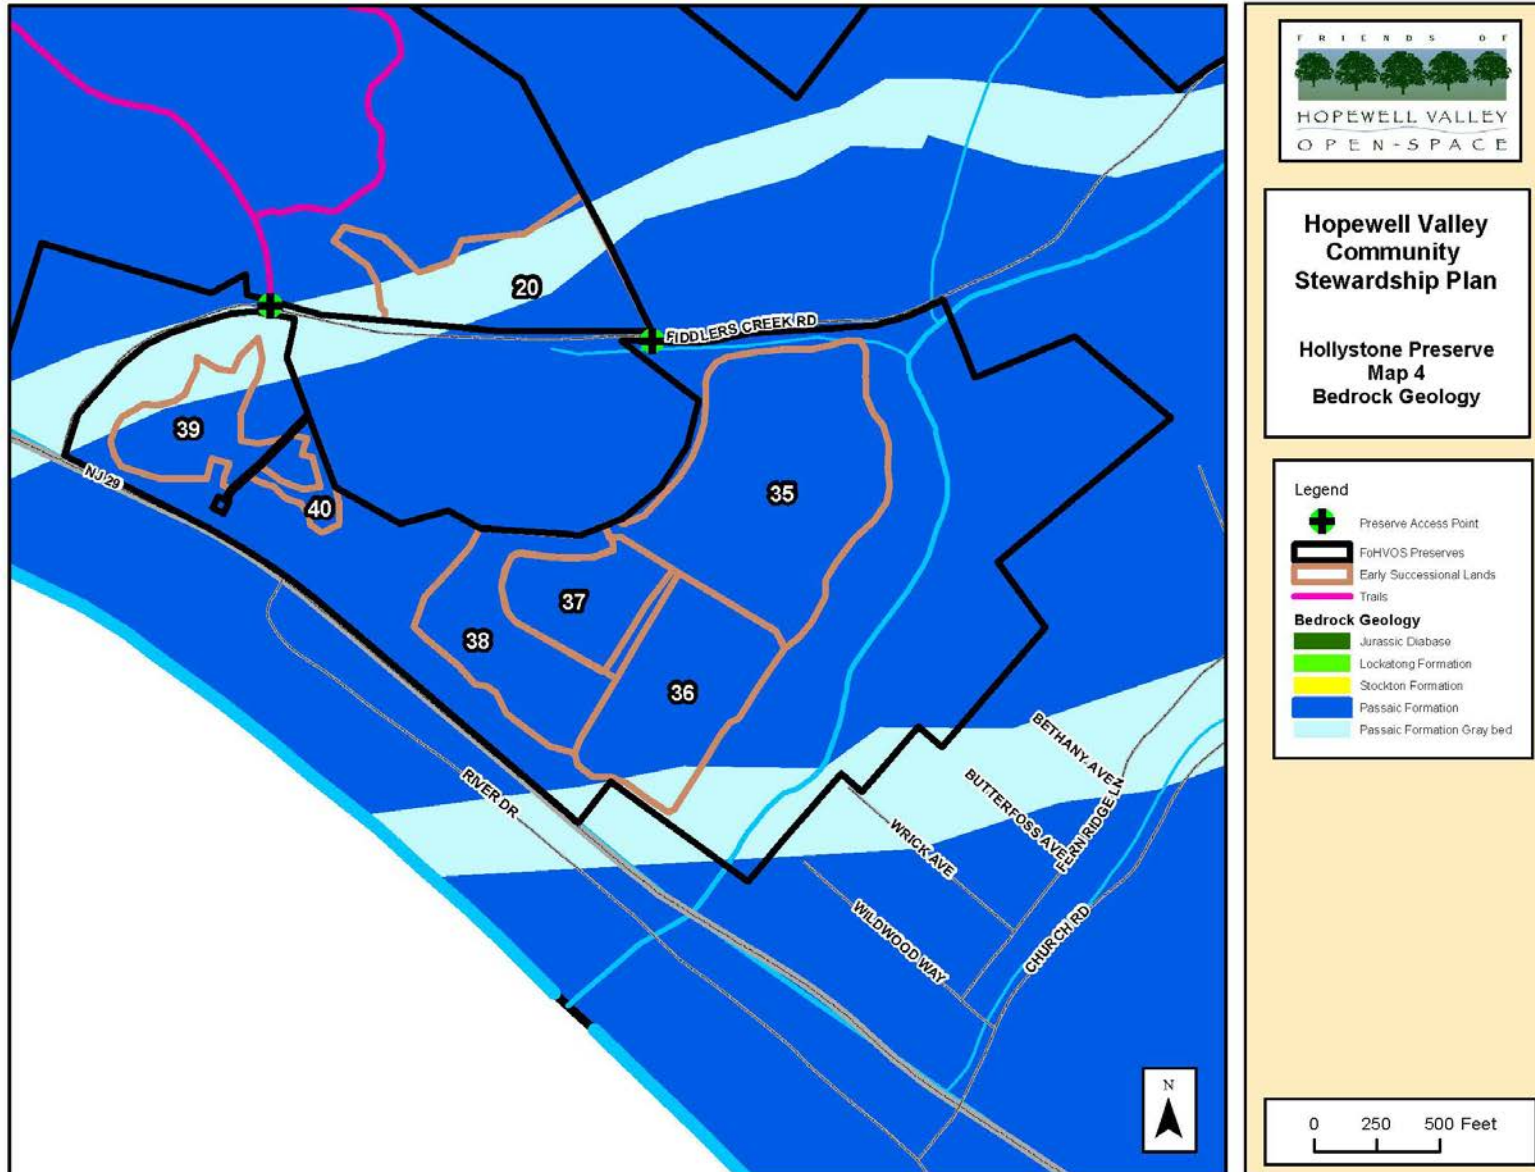 20
FIDDLERS CREEK RD
39
40
NJ 29
35
37
38
36
RIVER DR
BETHANY AVE
BUTTERFOSS AVE
FERN RIDGE LN
WRICK AVE
WILDWOOD WAY
CHURCH RD
N
FRIENDS OF
HOPEWELL VALLEY
OPEN-SPACE
Hopewell Valley
Community
Stewardship Plan
Hollystone Preserve
Map 4
Bedrock Geology
Legend
Preserve Access Point
FoHVOS Preserves
Early Successional Lands
Trails
Bedrock Geology
Jurassic Diabase
Lockatong Formation
Stockton Formation
Passaic Formation
Passaic Formation Gray bed
0 250 500 Feet